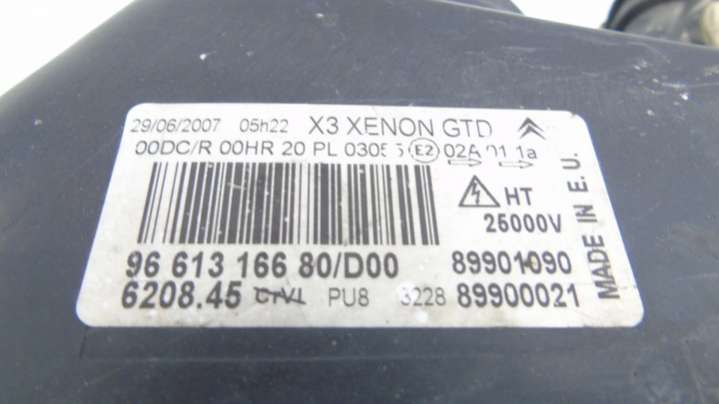 29/06/2007 05h22 X3 XENON GTD
00DC/R 00HR 20 PL 0305 E2 02A 01 1a
HT
25000V
96 613 166 80/D00 89901090
6208.45 PU8 3228 89900021
MADE IN E.U.